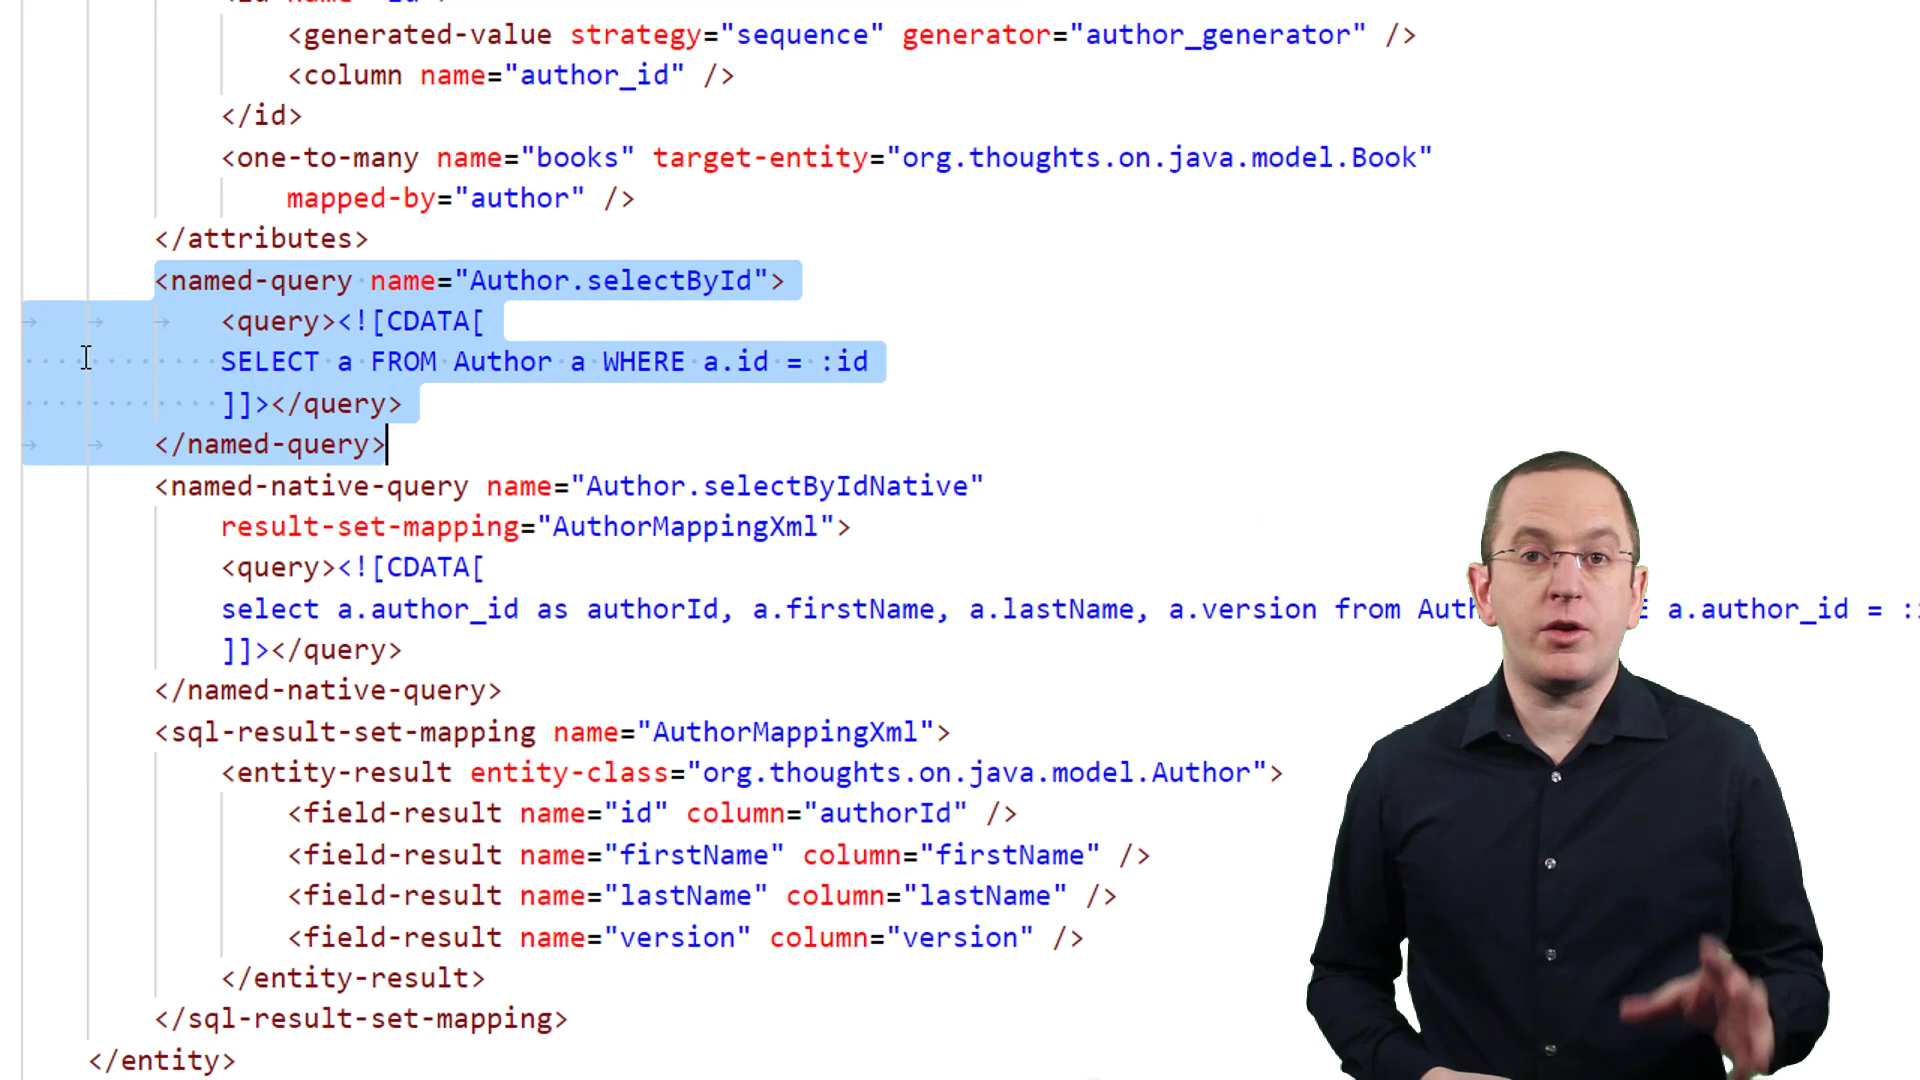 <generated-value strategy="sequence" generator="author_generator" />
<column name="author_id" />
</id>
<one-to-many name="books" target-entity="org.thoughts.on.java.model.Book"
mapped-by="author" />
</attributes>
<named-query name="Author.selectById">
<query><![CDATA[
SELECT a FROM Author a WHERE a.id = :id
]]></query>
</named-query>
<named-native-query name="Author.selectByIdNative"
result-set-mapping="AuthorMappingXml">
<query><![CDATA[
select a.author_id as authorId, a.firstName, a.lastName, a.version from a.author_id =
]]></query>
</named-native-query>
<sql-result-set-mapping name="AuthorMappingXml">
<entity-result entity-class="org.thoughts.on.java.model.Author">
<field-result name="id" column="authorId" />
<field-result name="firstName" column="firstName" />
<field-result name="lastName" column="lastName" />
<field-result name="version" column="version" />
</entity-result>
</sql-result-set-mapping>
</entity>